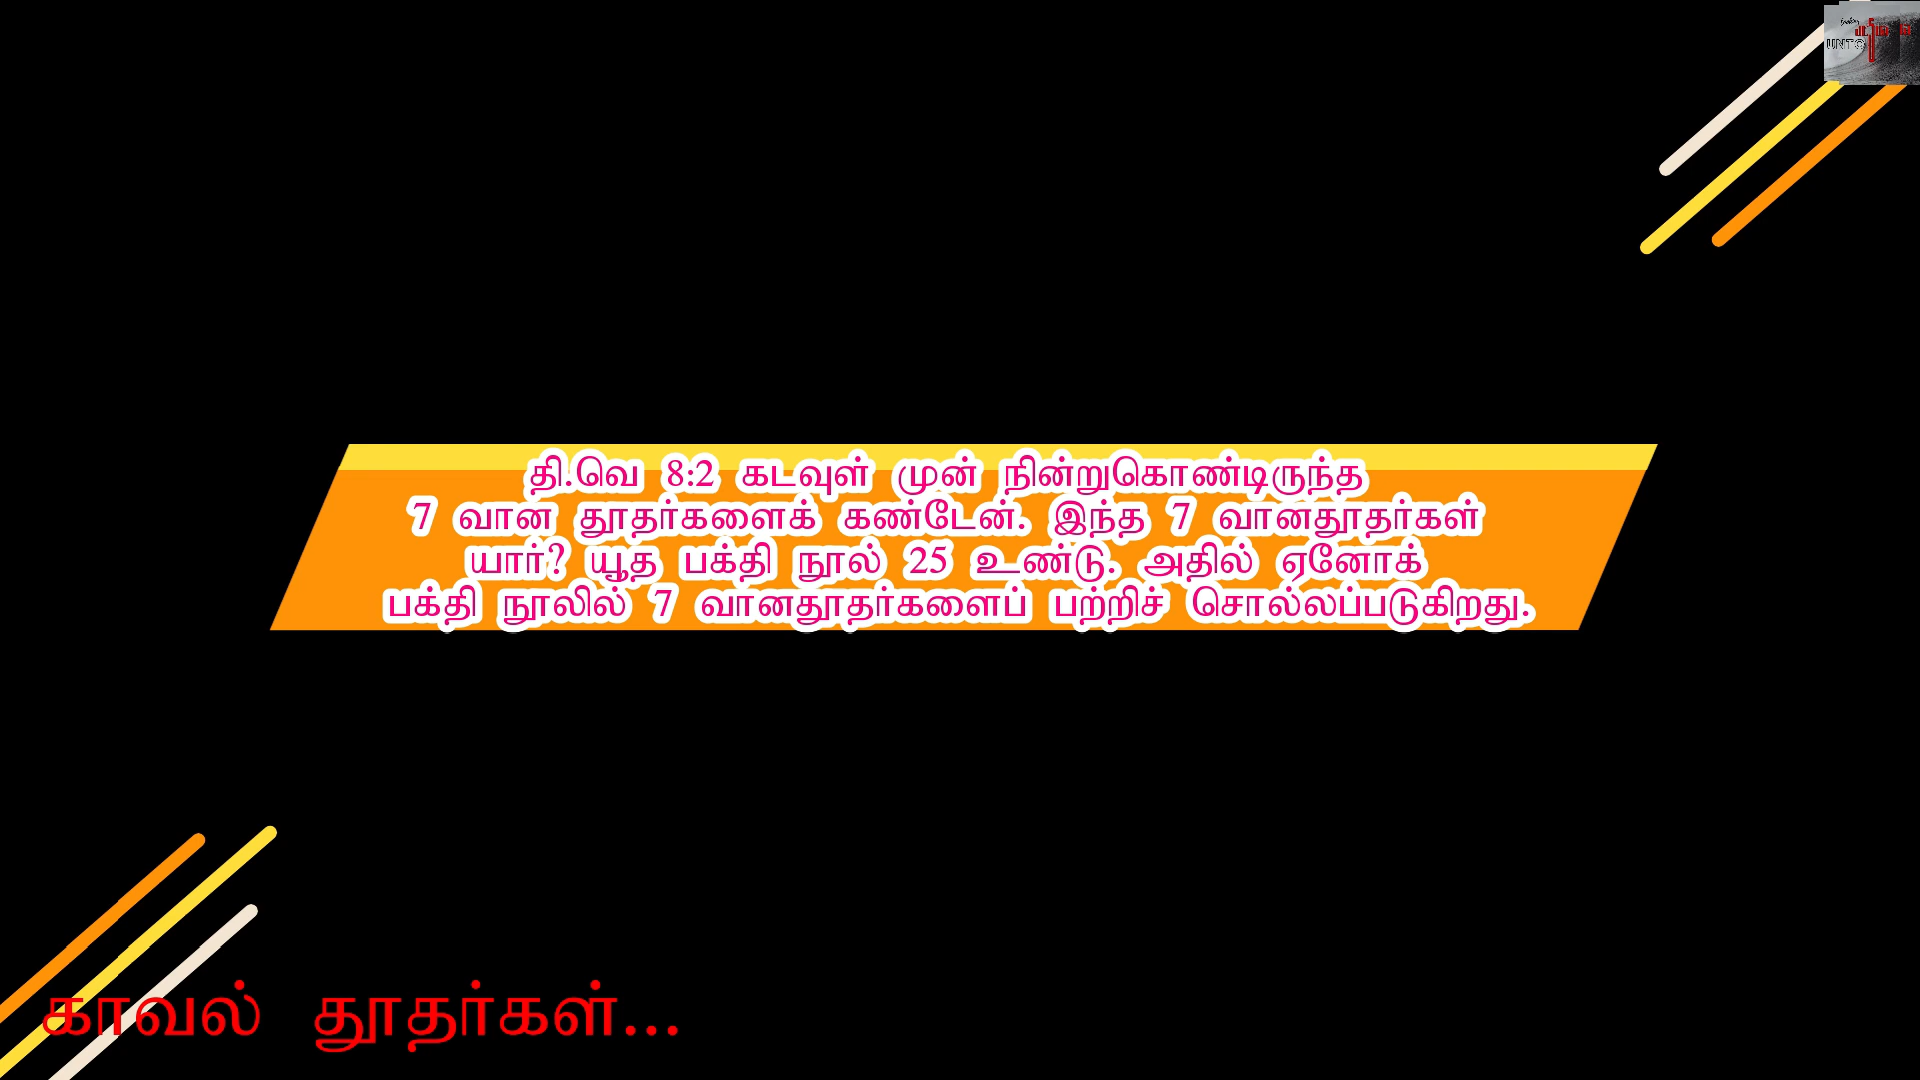 தி.வெ 8:2 கடவுள் முன் நின்றுகொண்டிருந்த
7 வான தூதர்களைக் கண்டேன். இந்த 7 வானதூதர்கள்
யார்? யூத பக்தி நூல் 25 உண்டு. அதில் ஏனோக்
பக்தி நூலில் 7 வானதூதர்களைப் பற்றிச் சொல்லப்படுகிறது.
காவல் தூதர்கள்...
UNTO